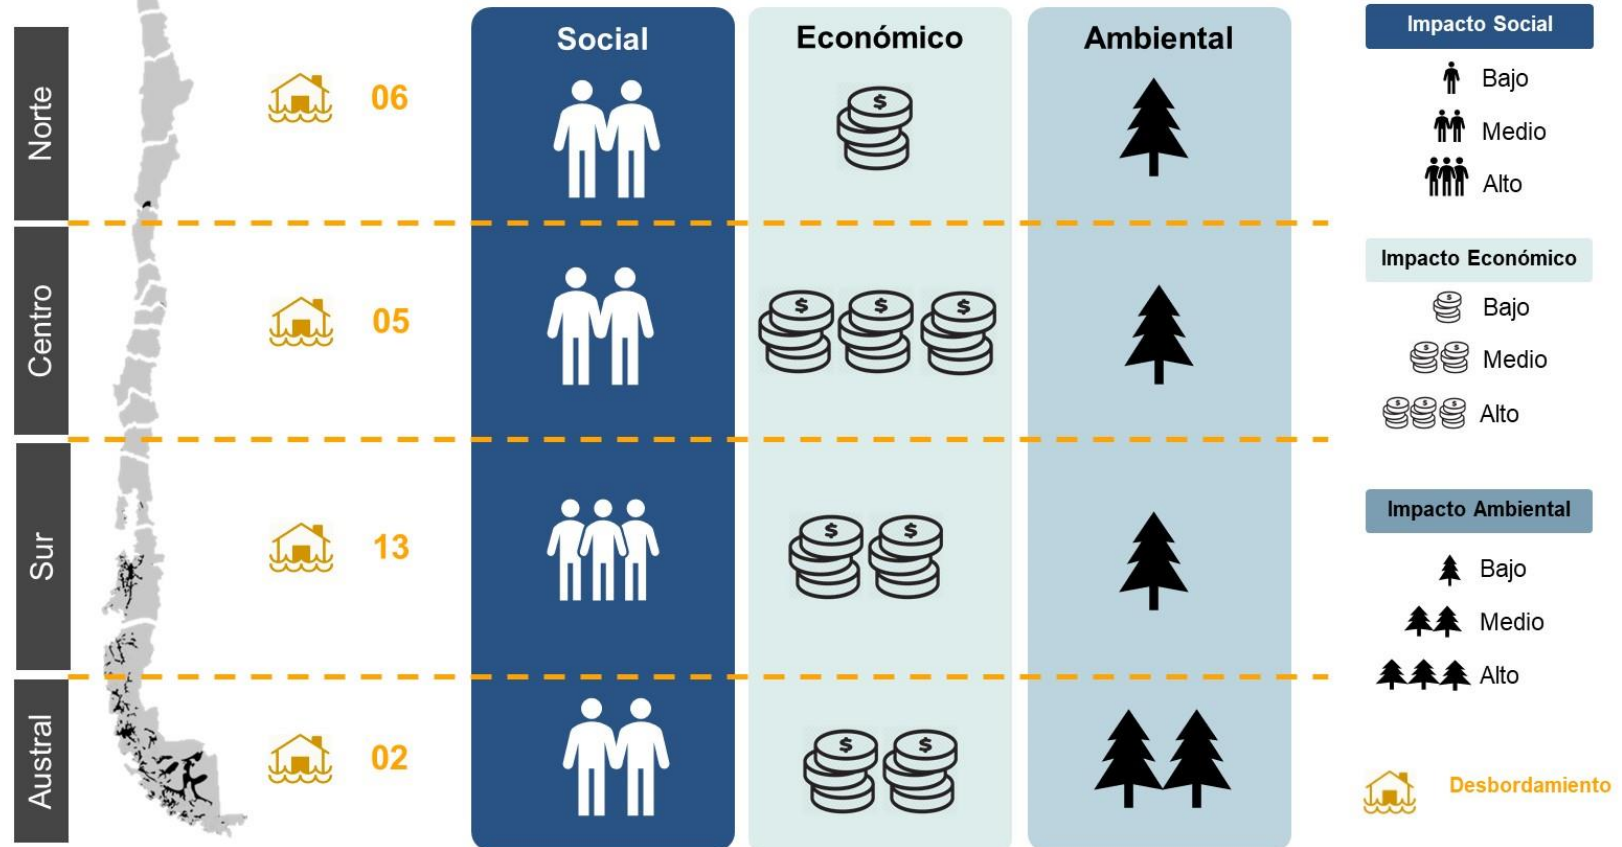 Social
Económico
Ambiental
Norte
06
$
Centro
05
$ $ $
Sur
13
$ $
Austral
02
$ $
Impacto Social
Bajo
Medio
Alto
Impacto Económico
$ Bajo
$ $ Medio
$ $ $ Alto
Impacto Ambiental
Bajo
Medio
Alto
Desbordamiento